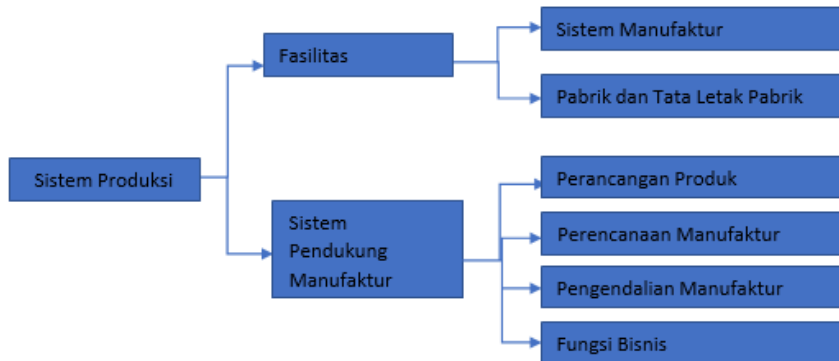 Sistem Produksi
Fasilitas
Sistem Manufaktur
Pabrik dan Tata Letak Pabrik
Sistem
Pendukung
Manufaktur
Perancangan Produk
Perencanaan Manufaktur
Pengendalian Manufaktur
Fungsi Bisnis